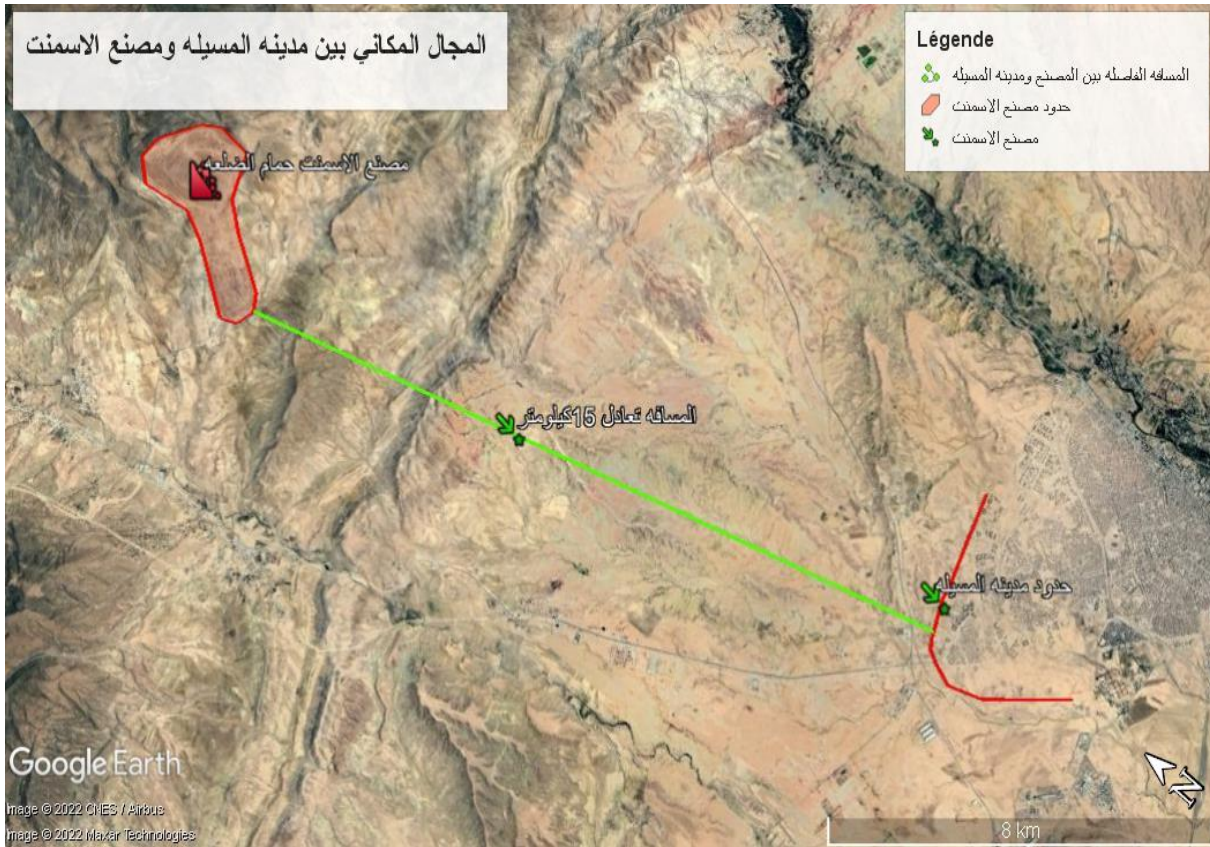 المجال المكاني بين مدينه المسيله ومصنع الاسمنت
Légende
المسافه الفاصله بين المصنع ومدينه المسيله
حدود مصنع الاسمنت
مصنع الاسمنت
مصنع الاسمنت حمام الضلعه
المسافه تعادل 15كيلومتر
حدود مدينه المسيله
Google Earth
Image © 2022 CNES / Airbus
Image © 2022 Maxar Technologies
N
8 km